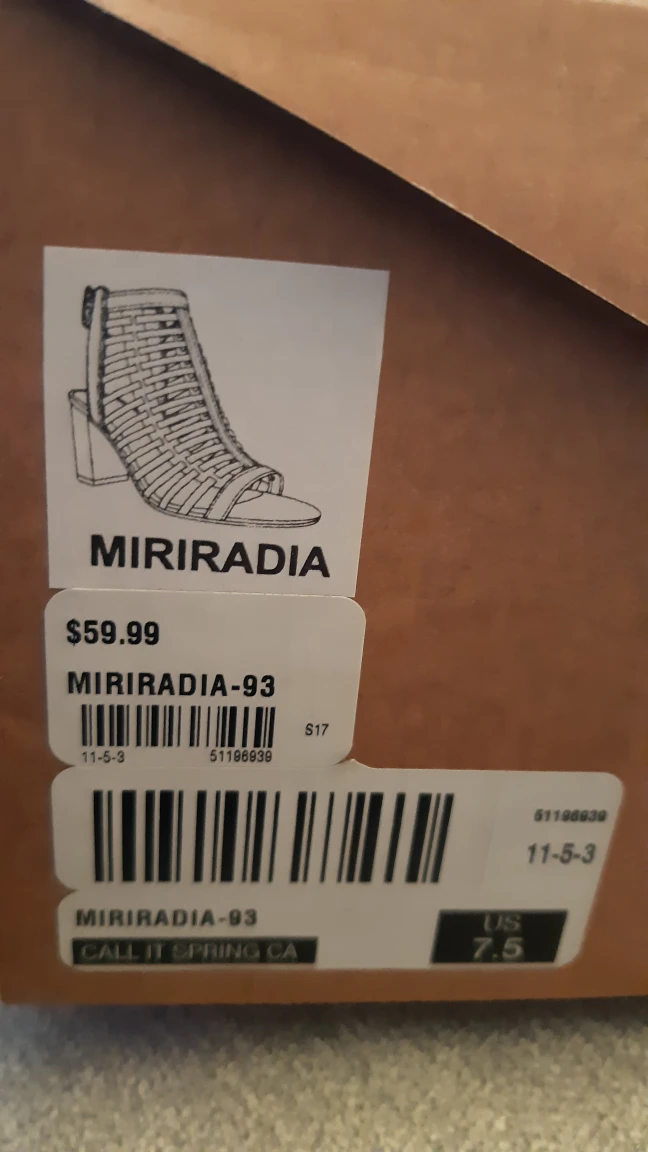 MIRIRADIA
$59.99
MIRIRADIA-93
S17
11-5-3 51196939
51196939
11-5-3
MIRIRADIA-93
US
CALL IT SPRING CA
7.5